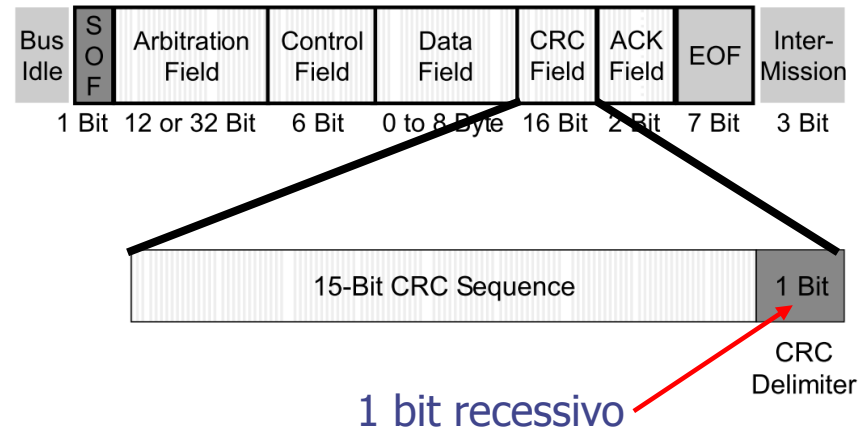 Bus Idle
SOF
Arbitration Field
Control Field
Data Field
CRC Field
ACK Field
EOF
Inter-Mission
1 Bit 12 or 32 Bit 6 Bit 0 to 8 Byte 16 Bit 2 Bit 7 Bit 3 Bit
15-Bit CRC Sequence
1 Bit
CRC
Delimiter
1 bit recessivo